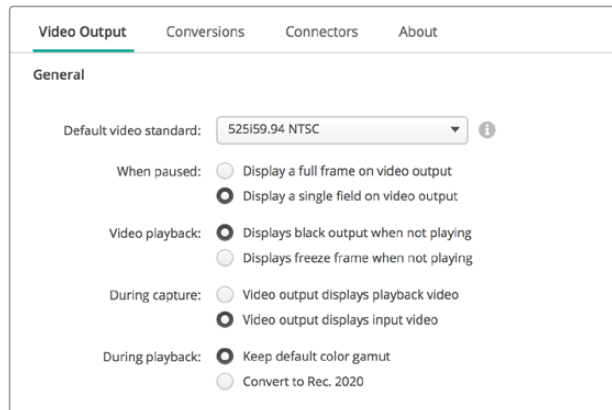 Video Output Conversions Connectors About
General
Default video standard: 525i59.94 NTSC
When paused: Display a full frame on video output
Display a single field on video output
Video playback: Displays black output when not playing
Displays freeze frame when not playing
During capture: Video output displays playback video
Video output displays input video
During playback: Keep default color gamut
Convert to Rec. 2020